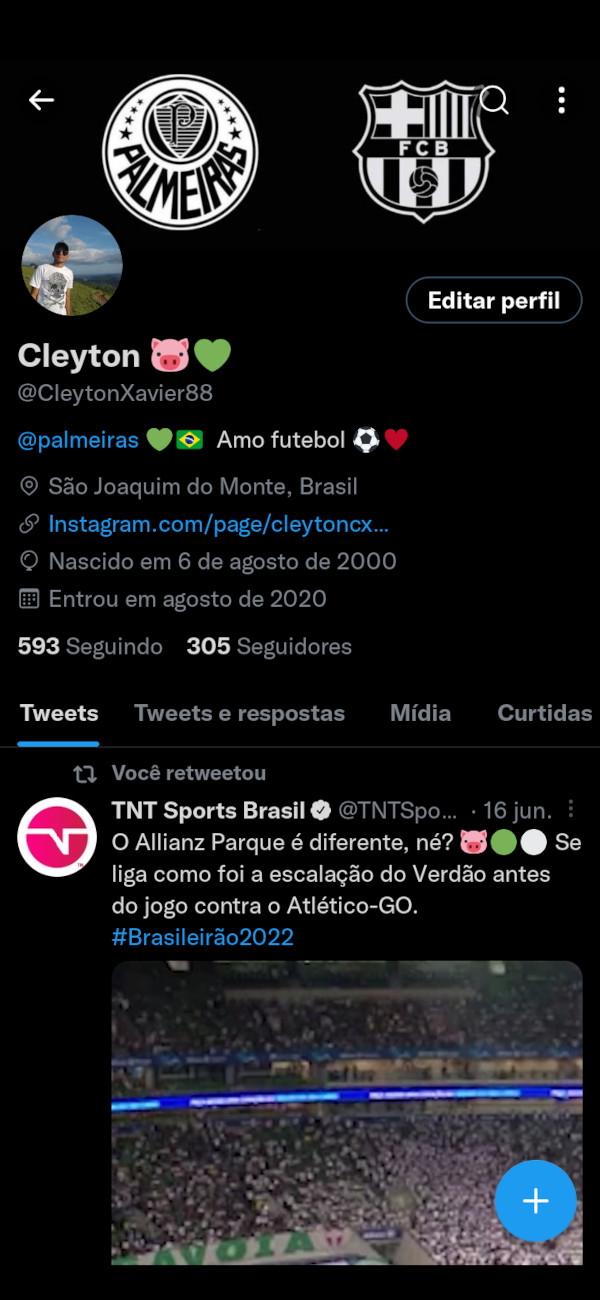 PALMEIRAS
P
FCB
Editar perfil
Cleyton 🐷💚
@CleytonXavier88
@palmeiras 💚🇧🇷 Amo futebol ⚽❤️
São Joaquim do Monte, Brasil
Instagram.com/page/cleytoncx...
Nascido em 6 de agosto de 2000
Entrou em agosto de 2020
593 Seguindo 305 Seguidores
Tweets Tweets e respostas Mídia Curtidas
Você retweetou
TNT Sports Brasil @TNTSpo... · 16 jun.
O Allianz Parque é diferente, né? 🐷🟢⚪ Se
liga como foi a escalação do Verdão antes
do jogo contra o Atlético-GO.
#Brasileirão2022
SAVOIA